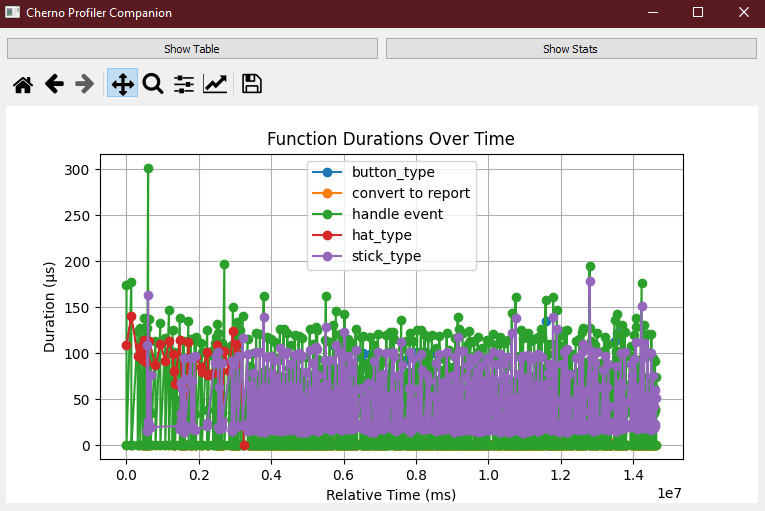 Cherno Profiler Companion
Show Table Show Stats
Function Durations Over Time
button_type
convert to report
handle event
hat_type
stick_type
Duration (µs)
300
250
200
150
100
50
0
0.0 0.2 0.4 0.6 0.8 1.0 1.2 1.4
1e7
Relative Time (ms)